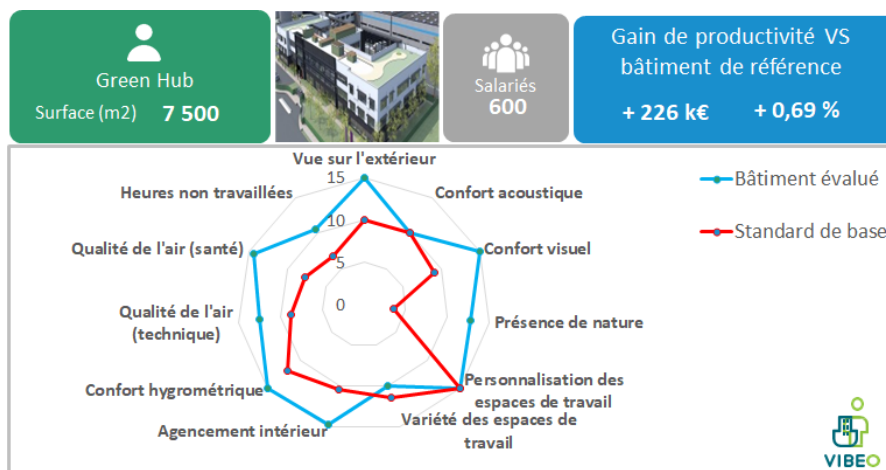 Green Hub
Surface (m2) 7 500
Salariés
600
Gain de productivité VS
bâtiment de référence
+ 226 k€ + 0,69 %
Vue sur l'extérieur
15
10
5
0
Confort acoustique
Confort visuel
Présence de nature
Personnalisation des
espaces de travail
Variété des espaces de
travail
Agencement intérieur
Confort hygrométrique
Qualité de l'air
(technique)
Qualité de l'air (santé)
Heures non travaillées
Bâtiment évalué
Standard de base
VIBEO